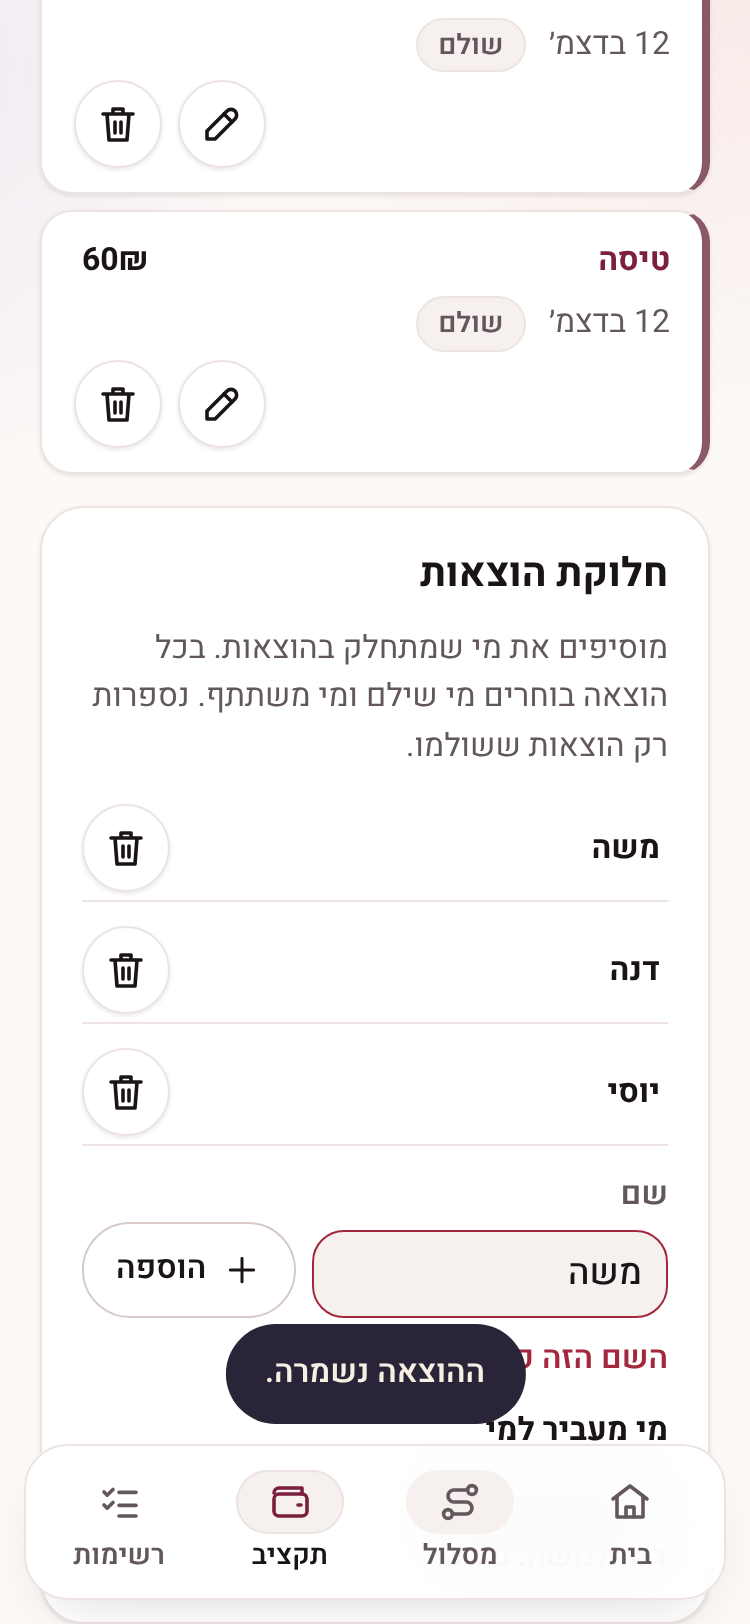 12 בדצמ׳ שולם
טיסה 60₪
12 בדצמ׳ שולם
חלוקת הוצאות
מוסיפים את מי שמתחלק בהוצאות. בכל
הוצאה בוחרים מי שילם ומי משתתף. נספרות
רק הוצאות ששולמו.
משה
דנה
יוסי
שם
משה
הוספה
השם הזה
ההוצאה נשמרה.
מי מעביר למי
בית
מסלול
תקציב
רשימות